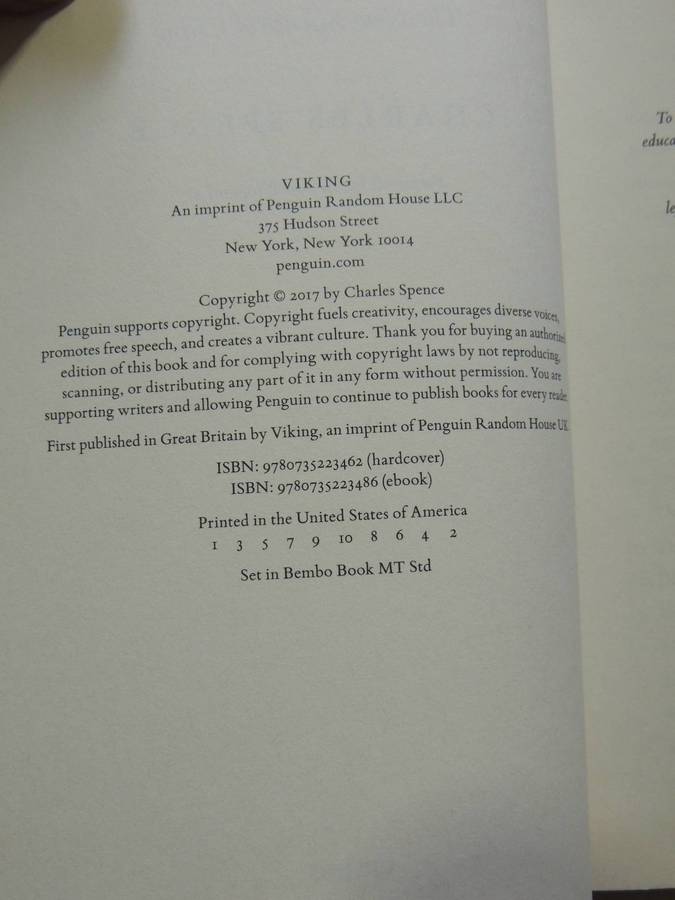 VIKING
An imprint of Penguin Random House LLC
375 Hudson Street
New York, New York 10014
penguin.com
Copyright © 2017 by Charles Spence
Penguin supports copyright. Copyright fuels creativity, encourages diverse voices,
promotes free speech, and creates a vibrant culture. Thank you for buying an authorized
edition of this book and for complying with copyright laws by not reproducing,
scanning, or distributing any part of it in any form without permission. You are
supporting writers and allowing Penguin to continue to publish books for every reader.
First published in Great Britain by Viking, an imprint of Penguin Random House UK
ISBN: 9780735223462 (hardcover)
ISBN: 9780735223486 (ebook)
Printed in the United States of America
1 3 5 7 9 10 8 6 4 2
Set in Bembo Book MT Std
To
educa
le